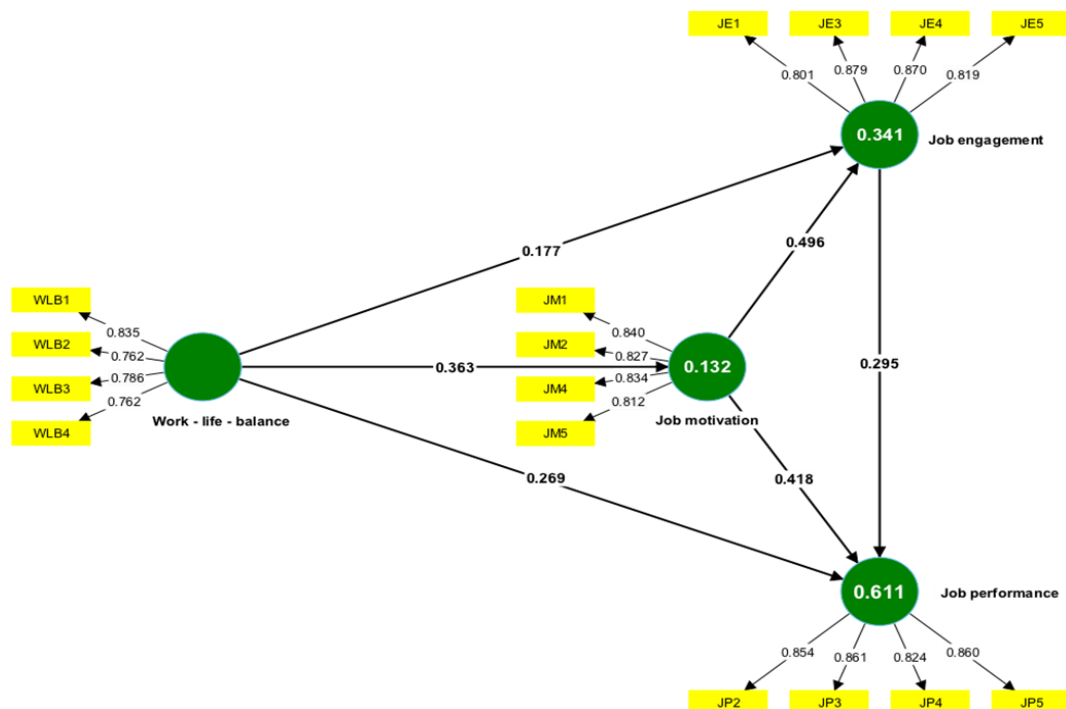 JE1 JE3 JE4 JE5
0.801 0.879 0.870 0.819
0.341 Job engagement
0.177
0.496
WLB1
WLB2
WLB3
WLB4
0.835
0.762
0.786
0.762
Work - life - balance
0.363
JM1
JM2
JM4
JM5
0.840
0.827
0.834
0.812
0.132
Job motivation
0.295
0.269
0.418
0.611 Job performance
0.854 0.861 0.824 0.860
JP2 JP3 JP4 JP5